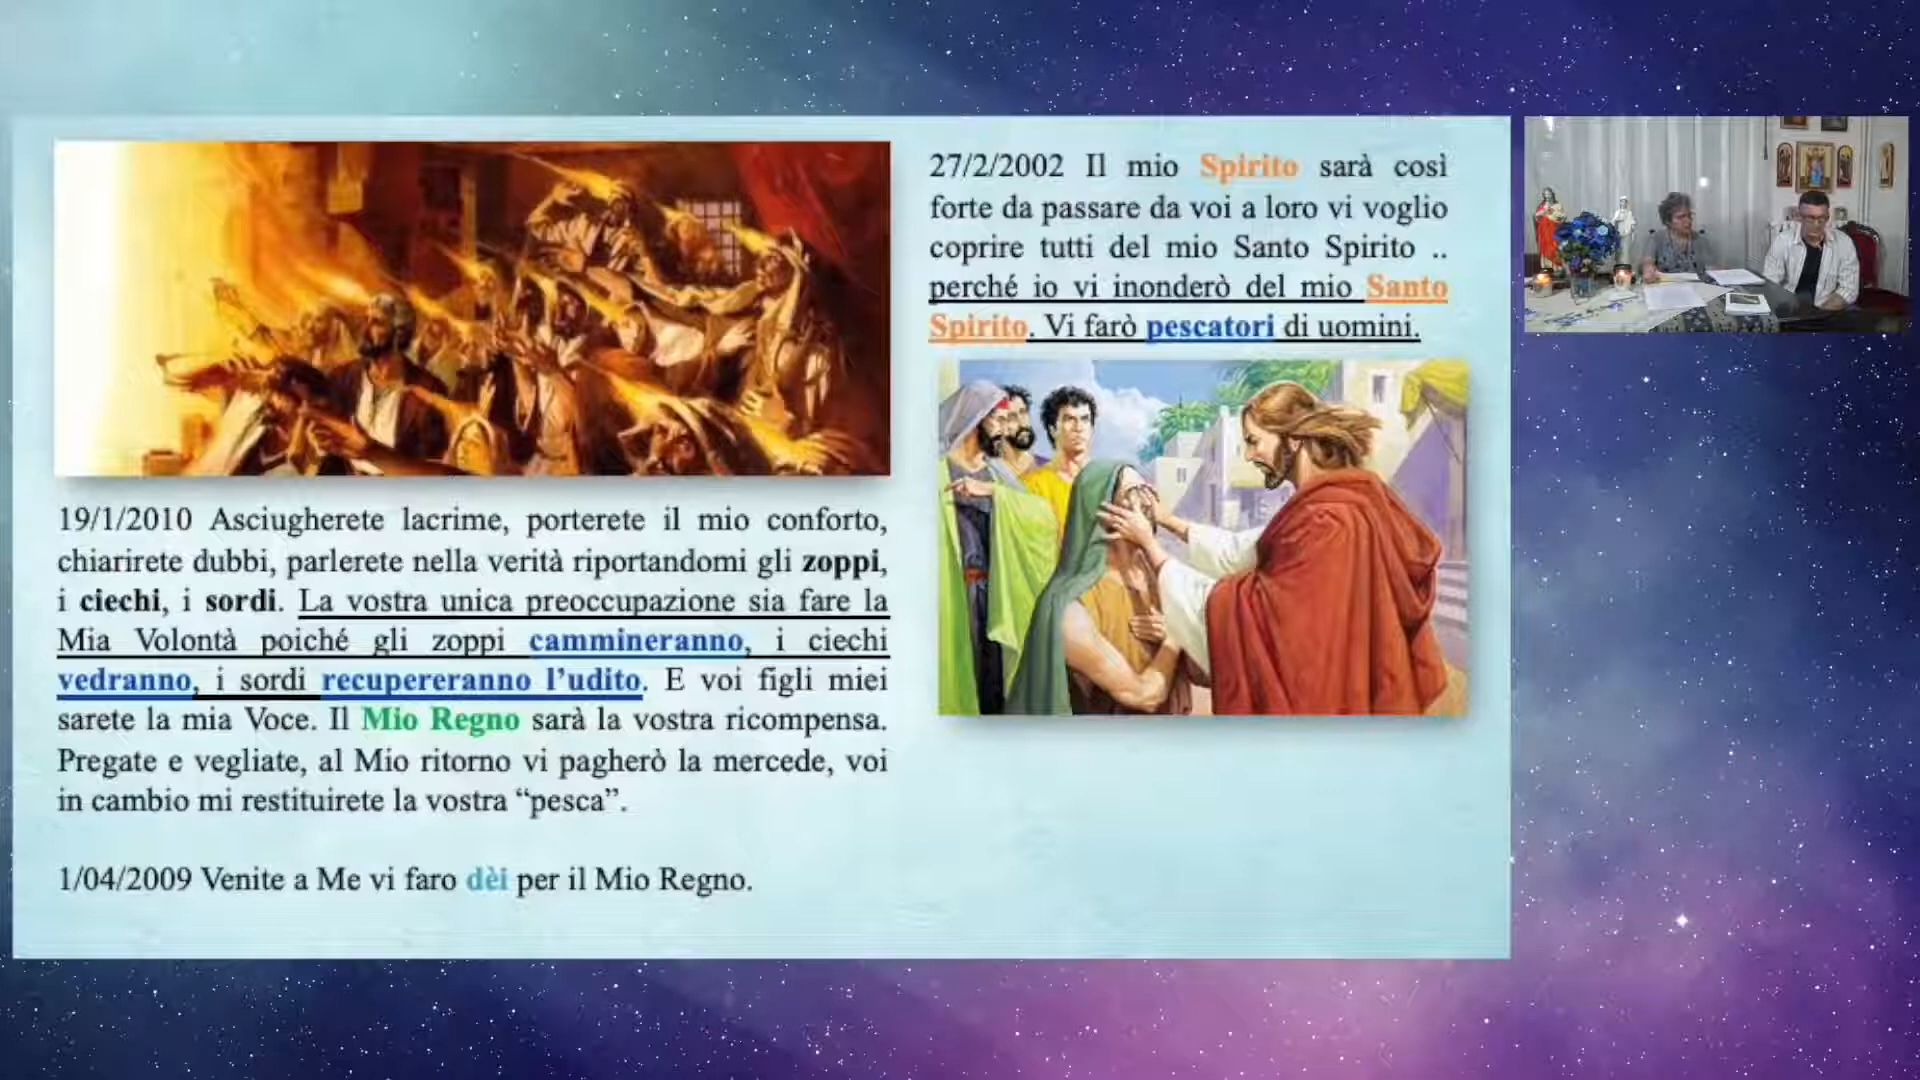 19/1/2010 Asciugherete lacrime, porterete il mio conforto,
chiarirete dubbi, parlerete nella verità riportandomi gli zoppi,
i ciechi, i sordi. La vostra unica preoccupazione sia fare la
Mia Volontà poiché gli zoppi cammineranno, i ciechi
vedranno, i sordi recupereranno l’udito. E voi figli miei
sarete la mia Voce. Il Mio Regno sarà la vostra ricompensa.
Pregate e vegliate, al Mio ritorno vi pagherò la mercede, voi
in cambio mi restituirete la vostra “pesca”.
1/04/2009 Venite a Me vi faro dèi per il Mio Regno.
27/2/2002 Il mio Spirito sarà così
forte da passare da voi a loro vi voglio
coprire tutti del mio Santo Spirito ..
perché io vi inonderò del mio Santo
Spirito. Vi farò pescatori di uomini.